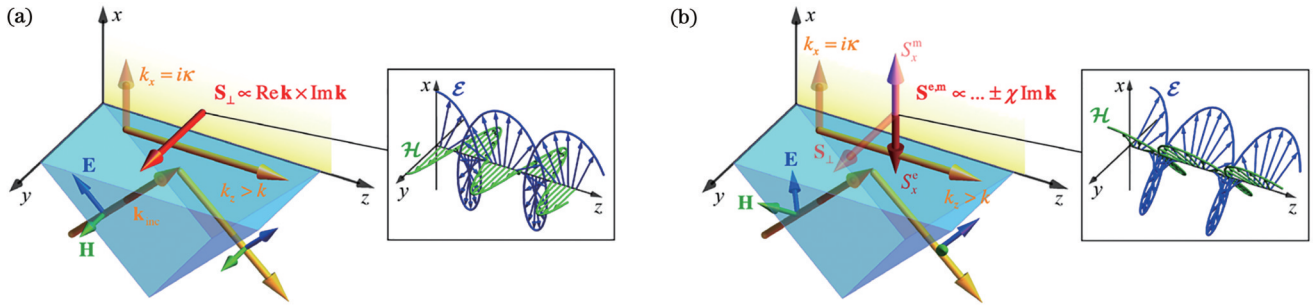 (a)
x
k_x = iκ
S_⊥ ∝ Re k × Im k
E
H
k_inc
k_z > k
y
z
x
ℰ
ℋ
y
z
(b)
x
k_x = iκ
S_x^m
S^{e,m} ∝ ... ± χ Im k
S_⊥
S_x^e
E
H
k_z > k
y
z
x
ℰ
ℋ
y
z